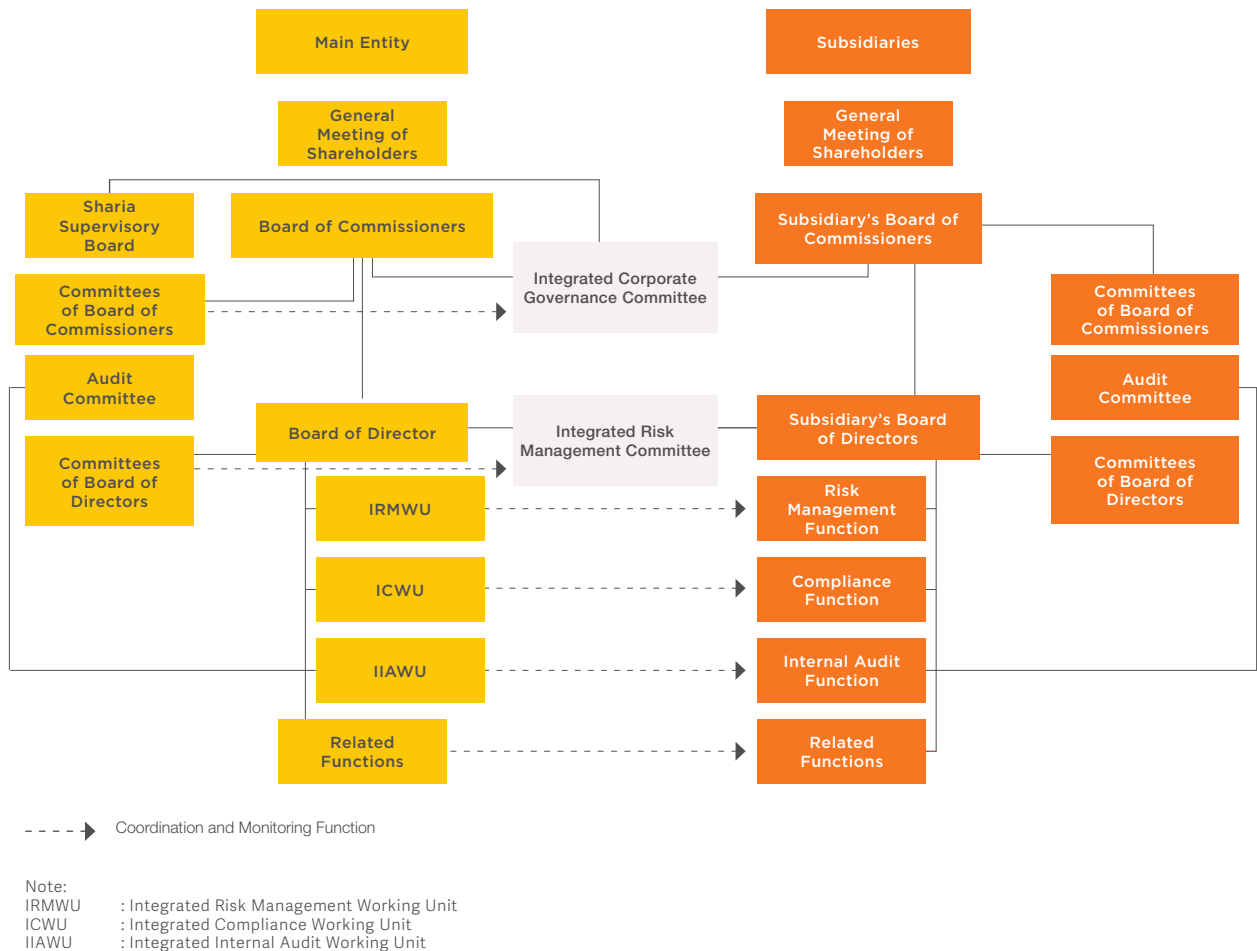 Main Entity
Subsidiaries
General
Meeting of
Shareholders
General
Meeting of
Shareholders
Sharia
Supervisory
Board
Board of Commissioners
Subsidiary's Board of
Commissioners
Integrated Corporate
Governance Committee
Committees
of Board of
Commissioners
Committees
of Board of
Commissioners
Audit
Committee
Audit
Committee
Board of Director
Integrated Risk
Management Committee
Subsidiary's Board
of Directors
Committees
of Board of
Directors
Committees
of Board of
Directors
IRMWU
Risk
Management
Function
ICWU
Compliance
Function
IIAWU
Internal Audit
Function
Related
Functions
Related
Functions
Coordination and Monitoring Function
Note:
IRMWU : Integrated Risk Management Working Unit
ICWU : Integrated Compliance Working Unit
IIAWU : Integrated Internal Audit Working Unit